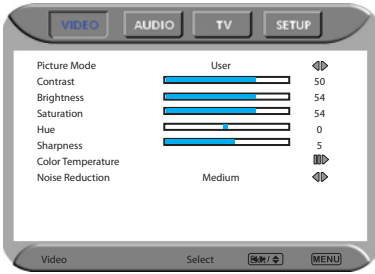 VIDEO AUDIO TV SETUP
Picture Mode User
Contrast 50
Brightness 54
Saturation 54
Hue 0
Sharpness 5
Color Temperature
Noise Reduction Medium
Video Select MENU